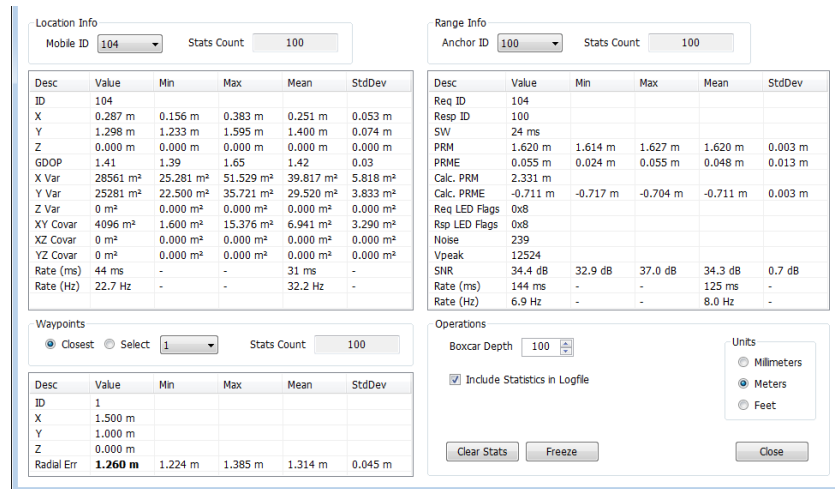 Location Info
Mobile ID 104 Stats Count 100
Desc Value Min Max Mean StdDev
ID 104
X 0.287 m 0.156 m 0.383 m 0.251 m 0.053 m
Y 1.298 m 1.233 m 1.595 m 1.400 m 0.074 m
Z 0.000 m 0.000 m 0.000 m 0.000 m 0.000 m
GDOP 1.41 1.39 1.65 1.42 0.03
X Var 28561 m² 25.281 m² 51.529 m² 39.817 m² 5.818 m²
Y Var 25281 m² 22.500 m² 35.721 m² 29.520 m² 3.833 m²
Z Var 0 m² 0.000 m² 0.000 m² 0.000 m² 0.000 m²
XY Covar 4096 m² 1.600 m² 15.376 m² 6.941 m² 3.290 m²
XZ Covar 0 m² 0.000 m² 0.000 m² 0.000 m² 0.000 m²
YZ Covar 0 m² 0.000 m² 0.000 m² 0.000 m² 0.000 m²
Rate (ms) 44 ms - - 31 ms -
Rate (Hz) 22.7 Hz - - 32.2 Hz -
Waypoints
Closest Select 1 Stats Count 100
Desc Value Min Max Mean StdDev
ID 1
X 1.500 m
Y 1.000 m
Z 0.000 m
Radial Err 1.260 m 1.224 m 1.385 m 1.314 m 0.045 m
Range Info
Anchor ID 100 Stats Count 100
Desc Value Min Max Mean StdDev
Req ID 104
Resp ID 100
SW 24 ms
PRM 1.620 m 1.614 m 1.627 m 1.620 m 0.003 m
PRME 0.055 m 0.024 m 0.055 m 0.048 m 0.013 m
Calc. PRM 2.331 m
Calc. PRME -0.711 m -0.717 m -0.704 m -0.711 m 0.003 m
Req LED Flags 0x8
Rsp LED Flags 0x8
Noise 239
Vpeak 12524
SNR 34.4 dB 32.9 dB 37.0 dB 34.3 dB 0.7 dB
Rate (ms) 144 ms - - 125 ms -
Rate (Hz) 6.9 Hz - - 8.0 Hz -
Operations
Boxcar Depth 100
Include Statistics in Logfile
Units
Milimeters
Meters
Feet
Clear Stats Freeze Close